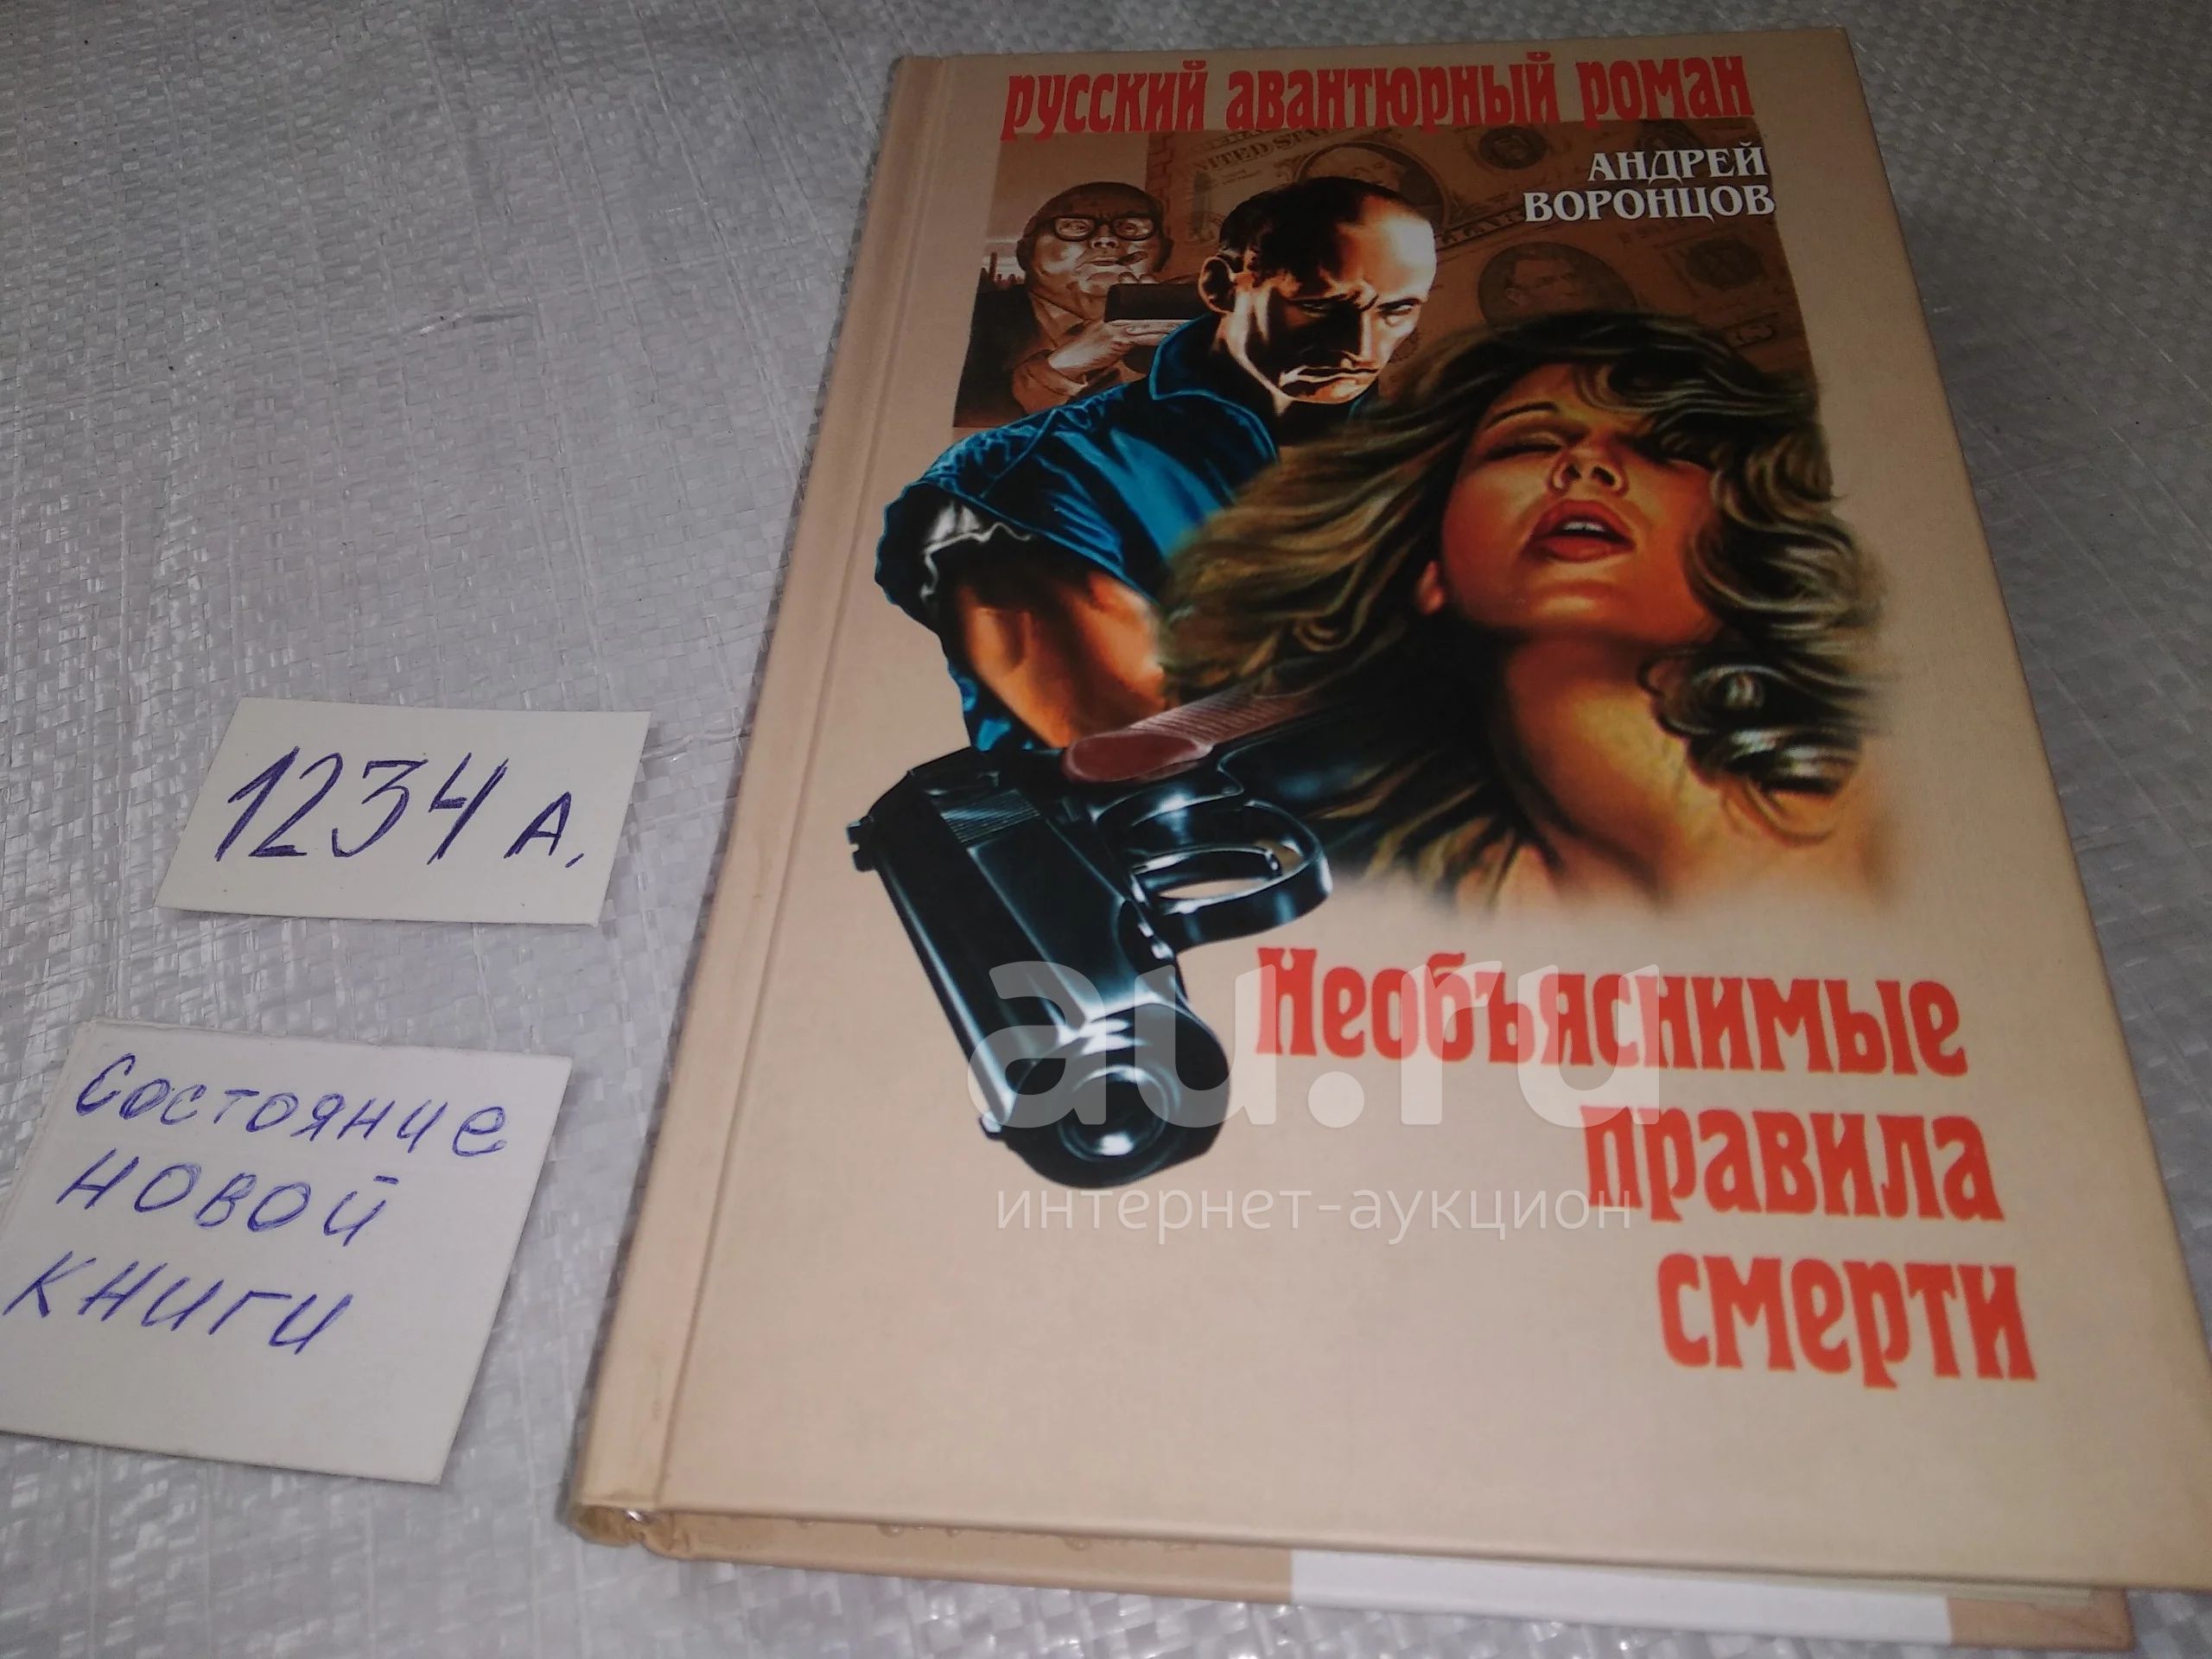 русский авантюрный роман
АНДРЕЙ
ВОРОНЦОВ
Необъяснимые
правила
смерти
1234 А.
Состояние
новой
книги
au.ru
интернет-аукцион